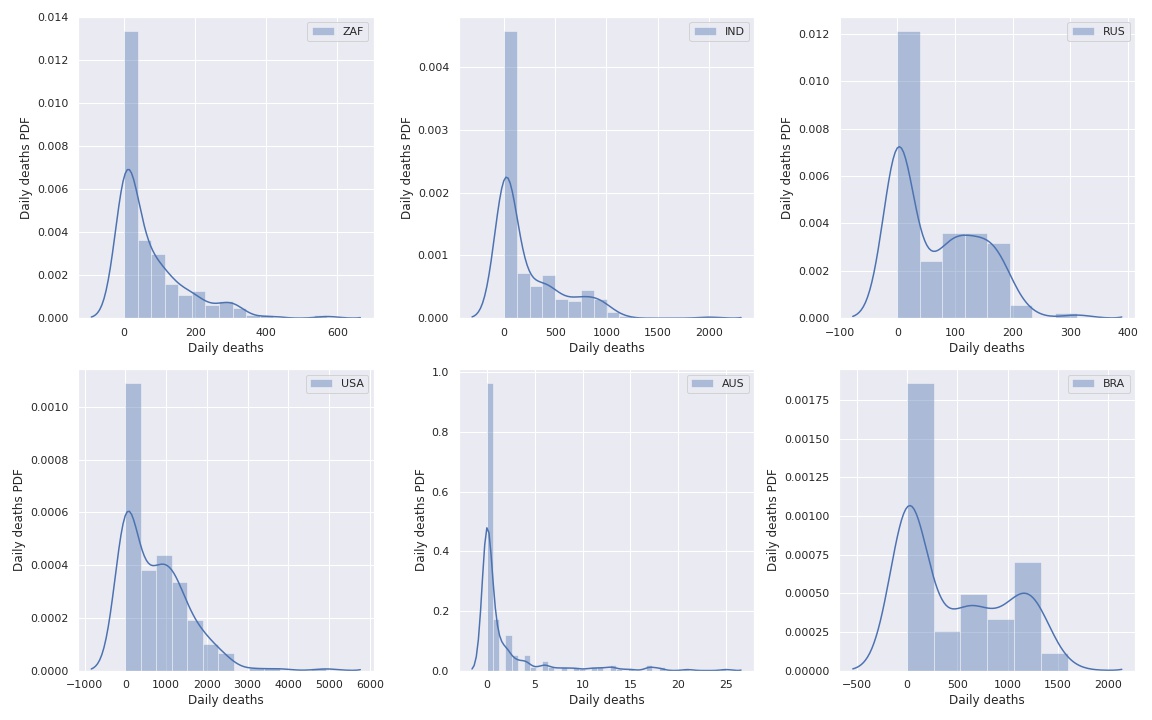 ZAF
0.014
0.012
0.010
0.008
0.006
0.004
0.002
0.000
Daily deaths PDF
0 200 400 600
Daily deaths
IND
0.004
0.003
0.002
0.001
0.000
Daily deaths PDF
0 500 1000 1500 2000
Daily deaths
RUS
0.012
0.010
0.008
0.006
0.004
0.002
0.000
Daily deaths PDF
−100 0 100 200 300 400
Daily deaths
USA
0.0010
0.0008
0.0006
0.0004
0.0002
0.0000
Daily deaths PDF
−1000 0 1000 2000 3000 4000 5000 6000
Daily deaths
AUS
1.0
0.8
0.6
0.4
0.2
0.0
Daily deaths PDF
0 5 10 15 20 25
Daily deaths
BRA
0.00175
0.00150
0.00125
0.00100
0.00075
0.00050
0.00025
0.00000
Daily deaths PDF
−500 0 500 1000 1500 2000
Daily deaths